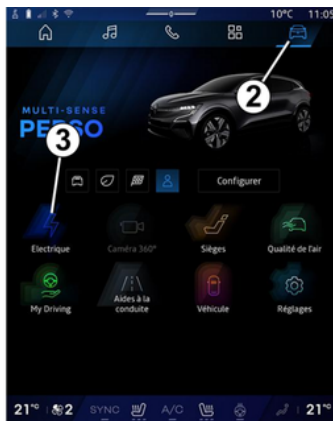 10°C 11:05
MULTI-SENSE
PERSO
2
3
Configurer
Electrique
Caméra 360°
Sièges
Qualité de l'air
My Driving
Aides à la
conduite
Véhicule
Réglages
21°° 2 SYNC A/C 21°°